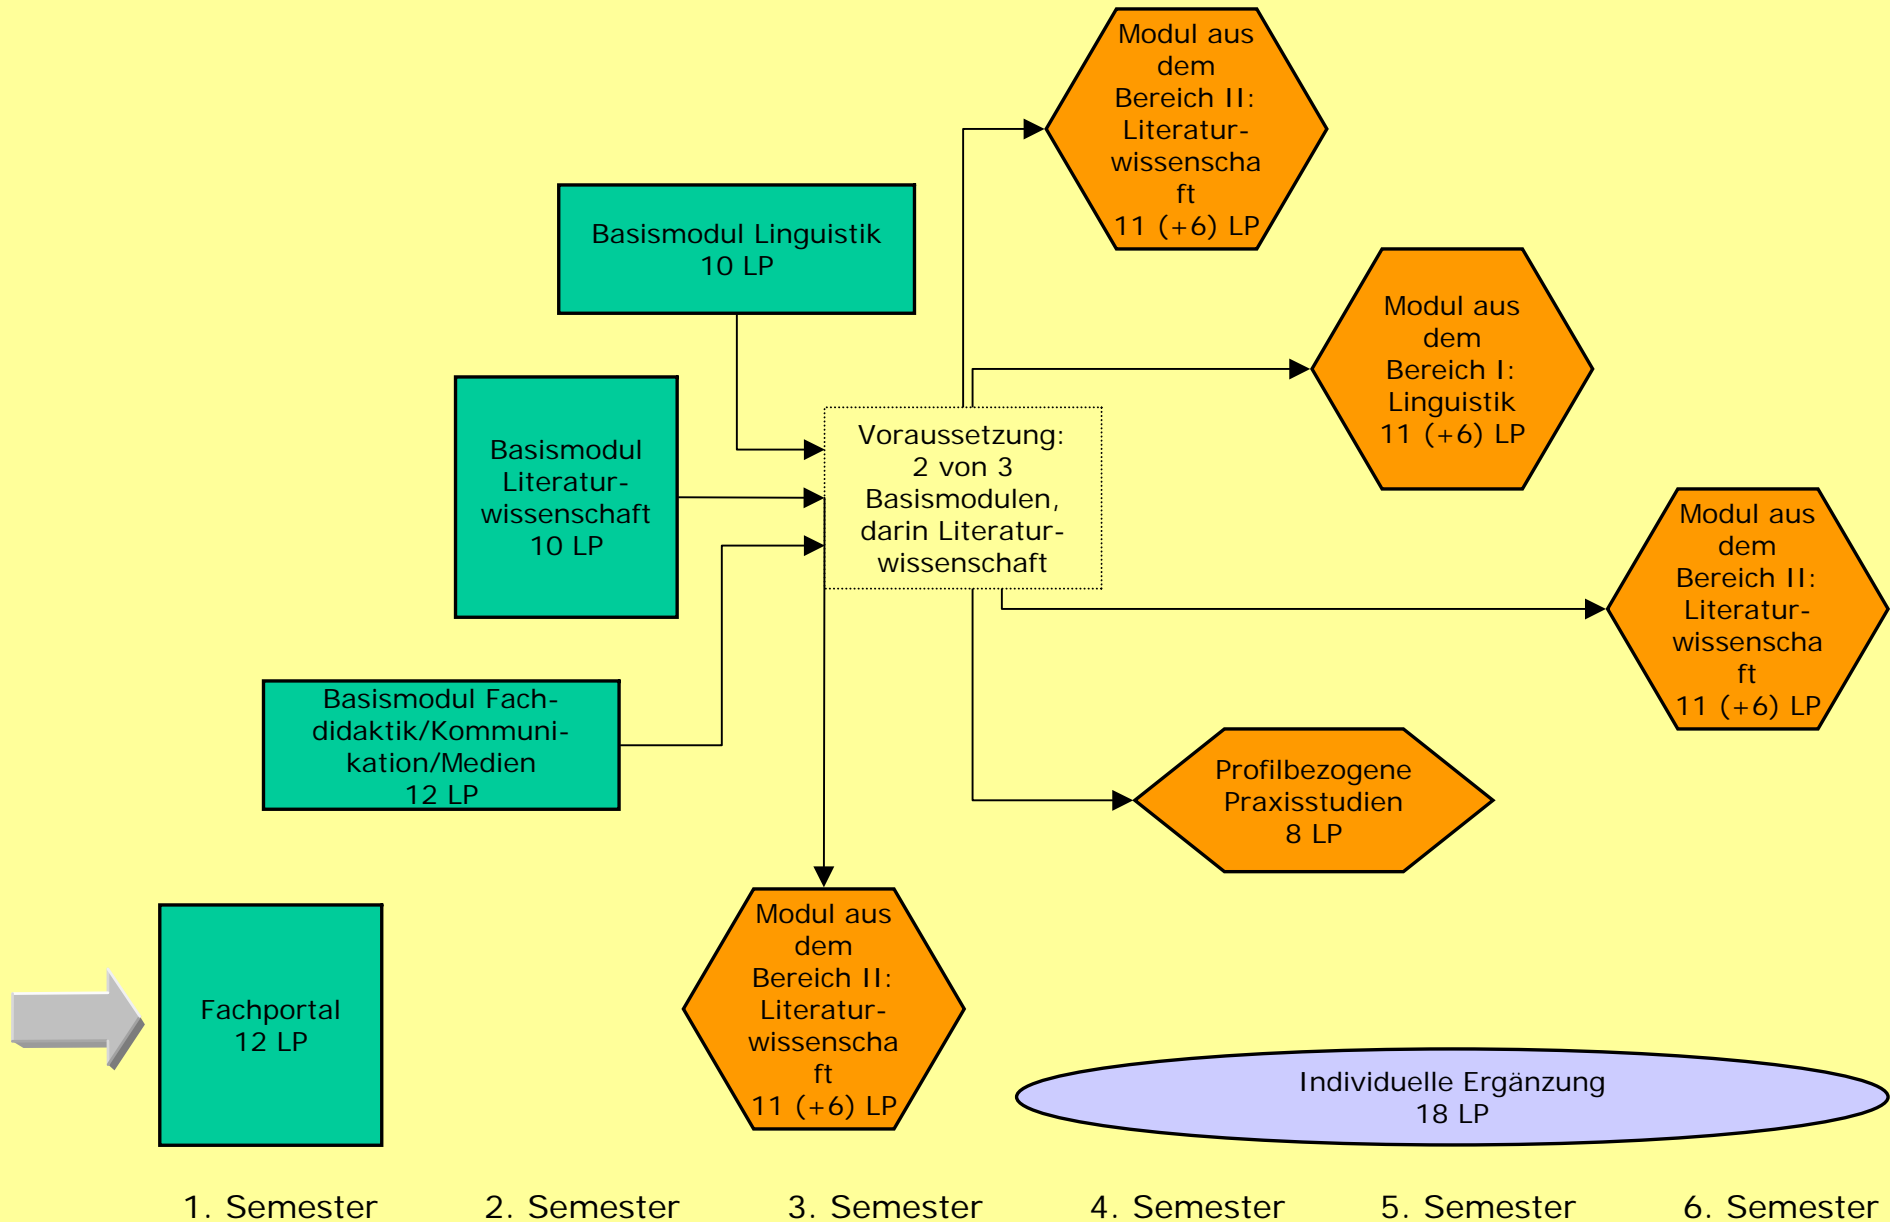 Modul aus
dem
Bereich II:
Literatur-
wissenscha
ft
11 (+6) LP
Basismodul Linguistik
10 LP
Modul aus
dem
Bereich I:
Linguistik
11 (+6) LP
Basismodul
Literatur-
wissenschaft
10 LP
Voraussetzung:
2 von 3
Basismodulen,
darin Literatur-
wissenschaft
Modul aus
dem
Bereich II:
Literatur-
wissenscha
ft
11 (+6) LP
Basismodul Fach-
didaktik/Kommuni-
kation/Medien
12 LP
Profilbezogene
Praxisstudien
8 LP
Fachportal
12 LP
Modul aus
dem
Bereich II:
Literatur-
wissenscha
ft
11 (+6) LP
Individuelle Ergänzung
18 LP
1. Semester 2. Semester 3. Semester 4. Semester 5. Semester 6. Semester